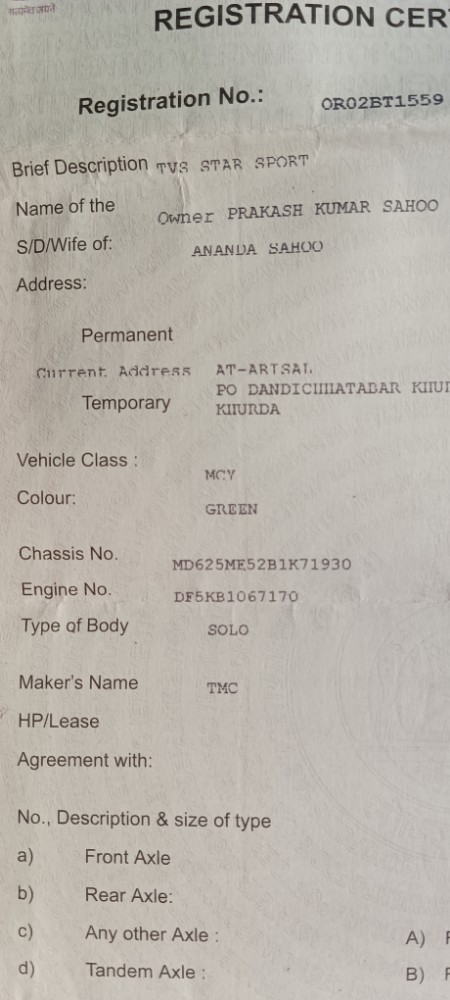 सत्यमेव जयते
REGISTRATION CER
Registration No.: OR02BT1559
Brief Description TVS STAR SPORT
Name of the Owner PRAKASH KUMAR SAHOO
S/D/Wife of: ANANDA SAHOO
Address:
Permanent
Current Address AT-ARTSAL
Temporary PO
KHURDA
Vehicle Class : MCY
Colour: GREEN
Chassis No. MD625ME52B1K71930
Engine No. DF5KB1067170
Type of Body SOLO
Maker's Name TMC
HP/Lease
Agreement with:
No., Description & size of type
a) Front Axle
b) Rear Axle:
c) Any other Axle : A)
d) Tandem Axle : B)